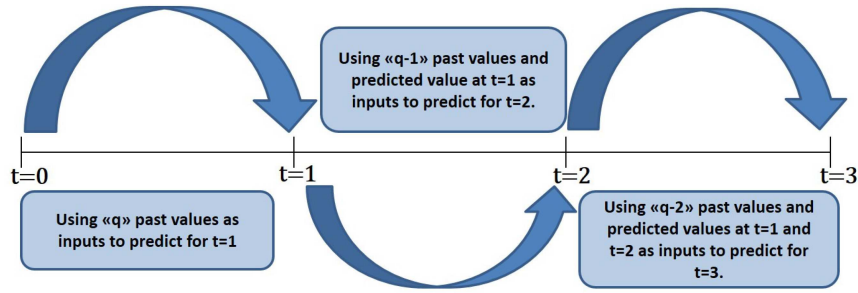 Using «q-1» past values and
predicted value at t=1 as
inputs to predict for t=2.
t=0
t=1
t=2
t=3
Using «q» past values as
inputs to predict for t=1
Using «q-2» past values and
predicted values at t=1 and
t=2 as inputs to predict for
t=3.